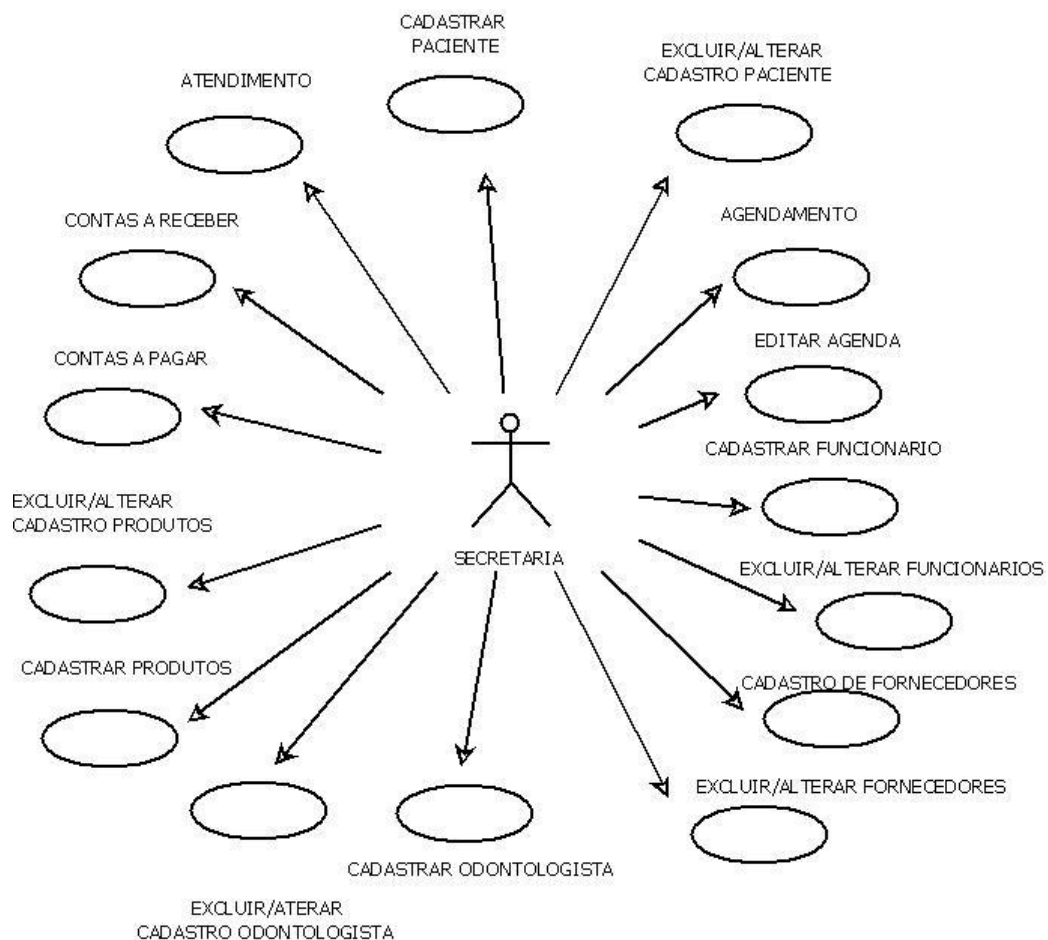 CADASTRAR
PACIENTE
EXCLUIR/ALTERAR
CADASTRO PACIENTE
ATENDIMENTO
CONTAS A RECEBER
AGENDAMENTO
CONTAS A PAGAR
EDITAR AGENDA
CADASTRAR FUNCIONARIO
EXCLUIR/ALTERAR
CADASTRO PRODUTOS
SECRETARIA
EXCLUIR/ALTERAR FUNCIONARIOS
CADASTRAR PRODUTOS
CADASTRO DE FORNECEDORES
EXCLUIR/ALTERAR FORNECEDORES
CADASTRAR ODONTOLOGISTA
EXCLUIR/ATERAR
CADASTRO ODONTOLOGISTA